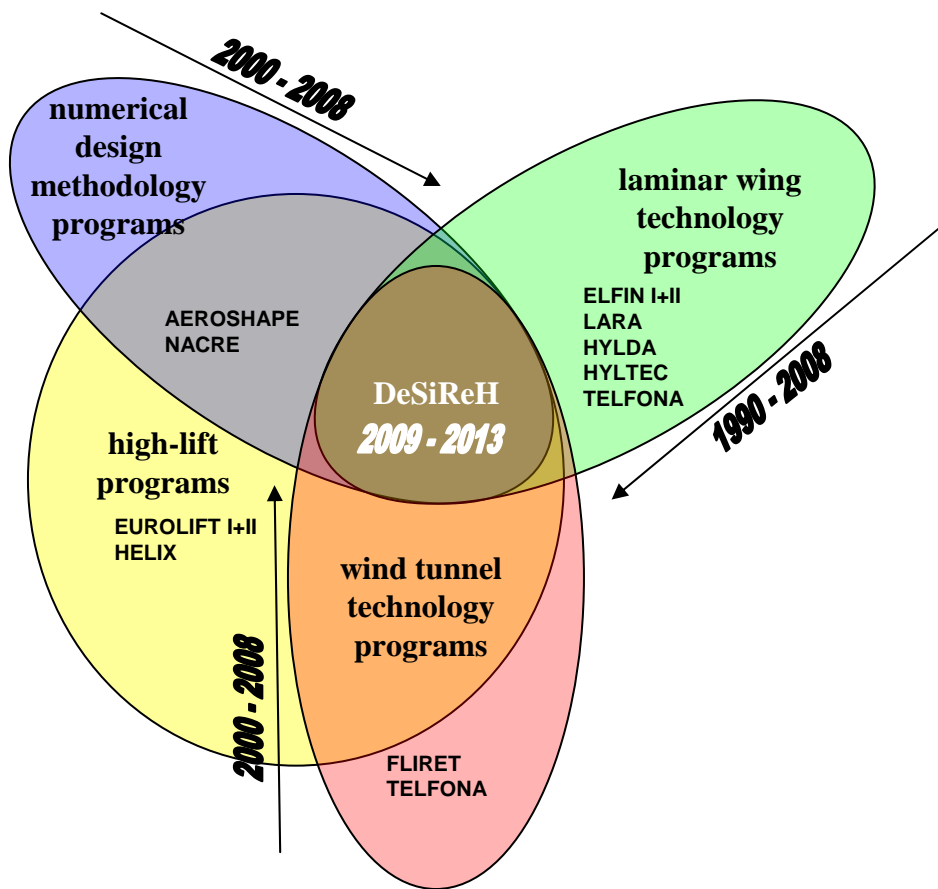 2000 - 2008
numerical
design
methodology
programs
laminar wing
technology
programs
ELFIN I+II
LARA
HYLDA
HYLTEC
TELFONA
1990 - 2008
AEROSHAPE
NACRE
DeSiReH
2009 - 2013
high-lift
programs
EUROLIFT I+II
HELIX
2000 - 2008
wind tunnel
technology
programs
FLIRET
TELFONA